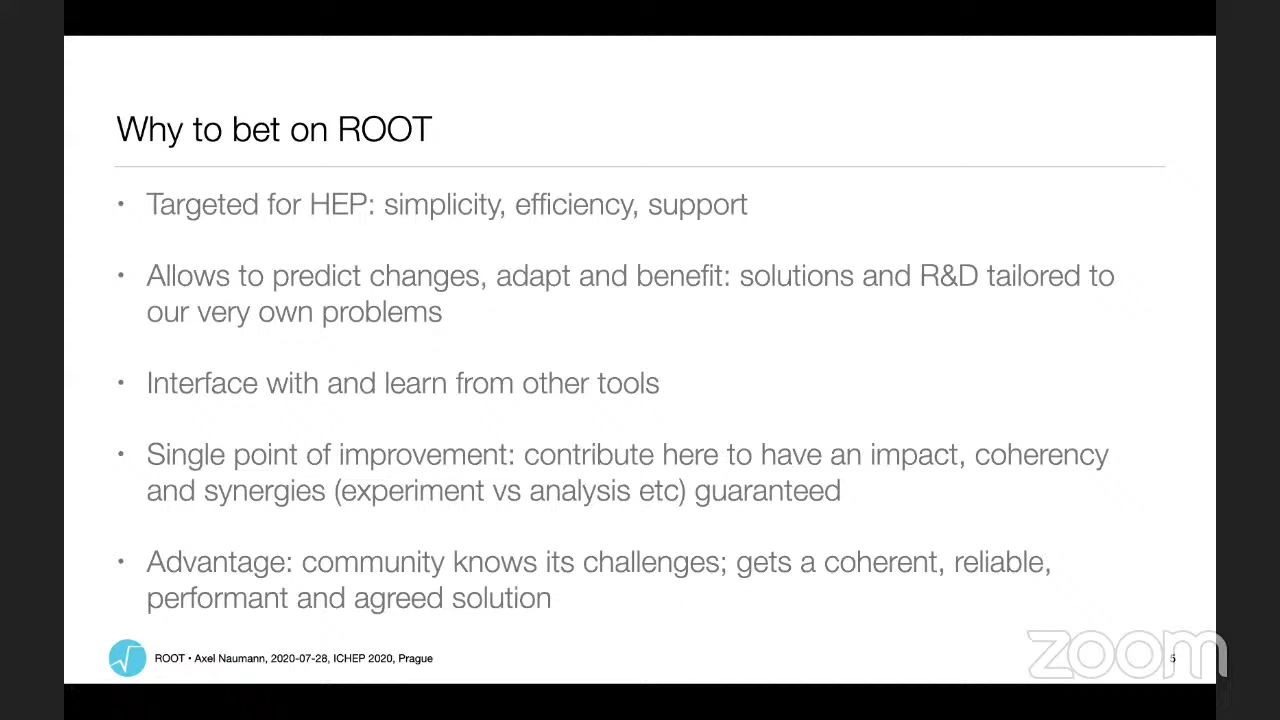 Why to bet on ROOT
• Targeted for HEP: simplicity, efficiency, support
• Allows to predict changes, adapt and benefit: solutions and R&D tailored to
our very own problems
• Interface with and learn from other tools
• Single point of improvement: contribute here to have an impact, coherency
and synergies (experiment vs analysis etc) guaranteed
• Advantage: community knows its challenges; gets a coherent, reliable,
performant and agreed solution
ROOT • Axel Naumann, 2020-07-28, ICHEP 2020, Prague
zoom
5